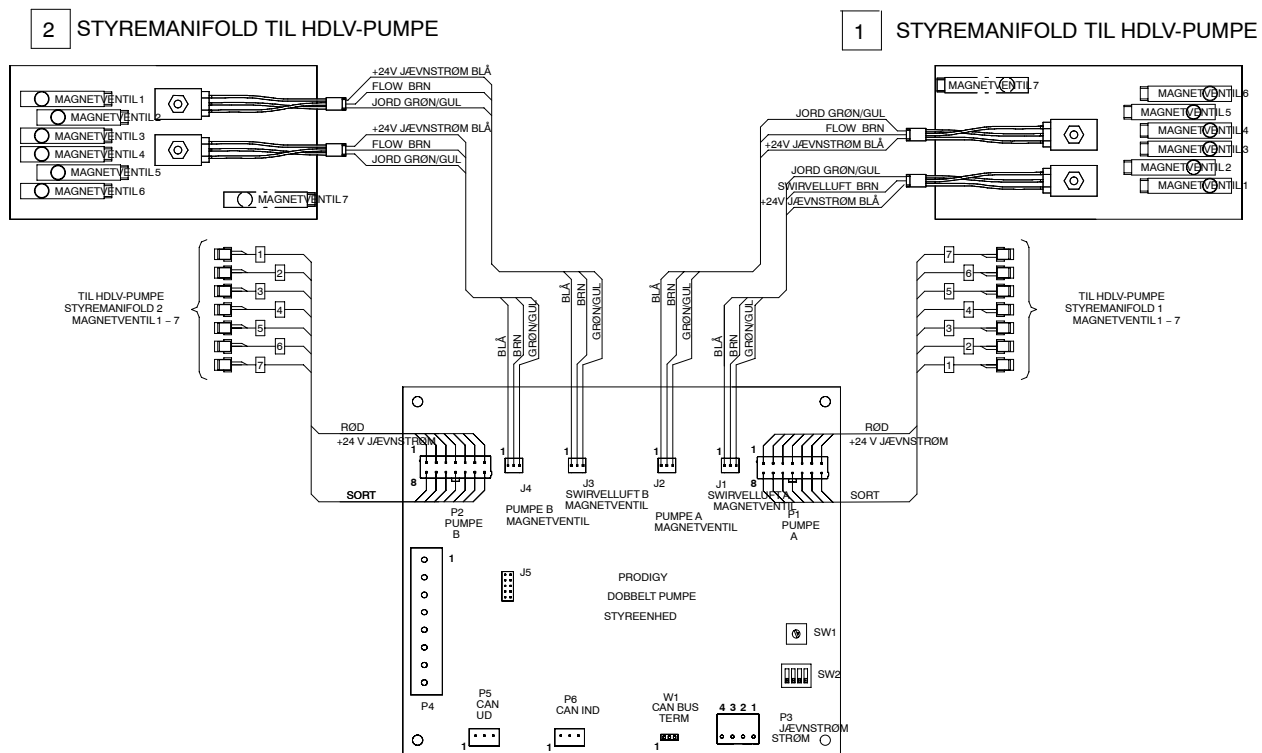 2 STYREMANIFOLD TIL HDLV-PUMPE
1 STYREMANIFOLD TIL HDLV-PUMPE
MAGNETVENTIL 1
MAGNETVENTIL 2
MAGNETVENTIL 3
MAGNETVENTIL 4
MAGNETVENTIL 5
MAGNETVENTIL 6
MAGNETVENTIL 7
+24V JÆVNSTRØM BLÅ
FLOW BRN
JORD GRØN/GUL
+24V JÆVNSTRØM BLÅ
FLOW BRN
JORD GRØN/GUL
JORD GRØN/GUL
FLOW BRN
+24V JÆVNSTRØM BLÅ
JORD GRØN/GUL
SWIRVELLUFT BRN
+24V JÆVNSTRØM BLÅ
MAGNETVENTIL 7
MAGNETVENTIL 6
MAGNETVENTIL 5
MAGNETVENTIL 4
MAGNETVENTIL 3
MAGNETVENTIL 2
MAGNETVENTIL 1
TIL HDLV-PUMPE
STYREMANIFOLD 2
MAGNETVENTIL 1 – 7
1
2
3
4
5
6
7
BLÅ
BRN
GRØN/GUL
BLÅ
BRN
GRØN/GUL
BLÅ
BRN
GRØN/GUL
BLÅ
BRN
GRØN/GUL
7
6
5
4
3
2
1
TIL HDLV-PUMPE
STYREMANIFOLD 1
MAGNETVENTIL 1 – 7
RØD
+24 V JÆVNSTRØM
SORT
1
8
P2
PUMPE
B
1
J4
PUMPE B
MAGNETVENTIL
1
J3
SWIRVELLUFT B
MAGNETVENTIL
1
J2
PUMPE A
MAGNETVENTIL
1
J1
SWIRVELLUFT A
MAGNETVENTIL
1
8
P1
PUMPE
A
RØD
+24 V JÆVNSTRØM
SORT
1
P4
J5
PRODIGY
DOBBELT PUMPE
STYREENHED
SW1
SW2
P5
CAN
UD
1
P6
CAN IND
1
W1
CAN BUS
TERM
1
4 3 2 1
P3
JÆVNSTRØM
STRØM